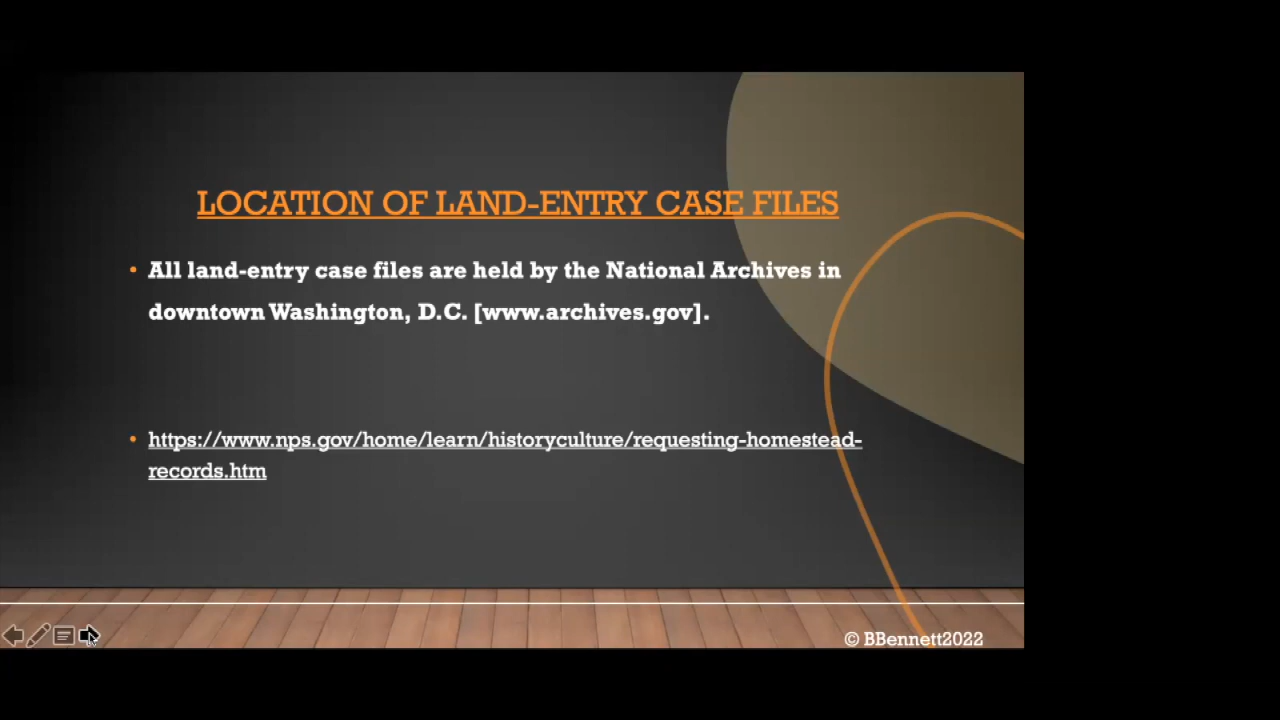 LOCATION OF LAND-ENTRY CASE FILES
• All land-entry case files are held by the National Archives in
downtown Washington, D.C. [www.archives.gov].
• https://www.nps.gov/home/learn/historyculture/requesting-homestead-
records.htm
© BBennett2022